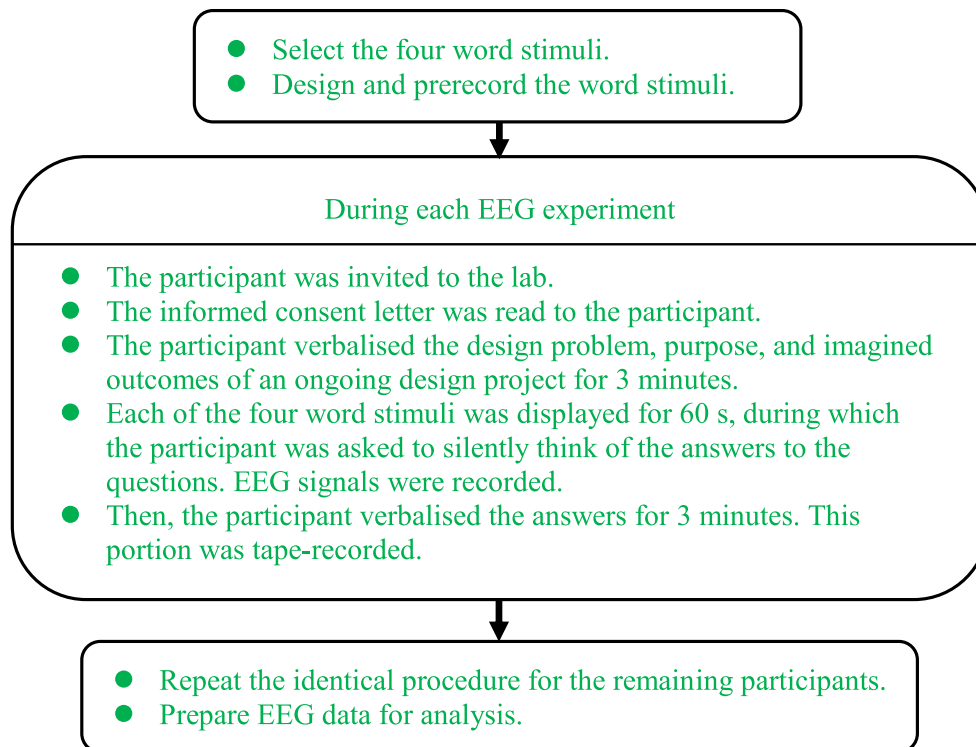 Select the four word stimuli.
Design and prerecord the word stimuli.
During each EEG experiment
The participant was invited to the lab.
The informed consent letter was read to the participant.
The participant verbalised the design problem, purpose, and imagined
outcomes of an ongoing design project for 3 minutes.
Each of the four word stimuli was displayed for 60 s, during which
the participant was asked to silently think of the answers to the
questions. EEG signals were recorded.
Then, the participant verbalised the answers for 3 minutes. This
portion was tape-recorded.
Repeat the identical procedure for the remaining participants.
Prepare EEG data for analysis.